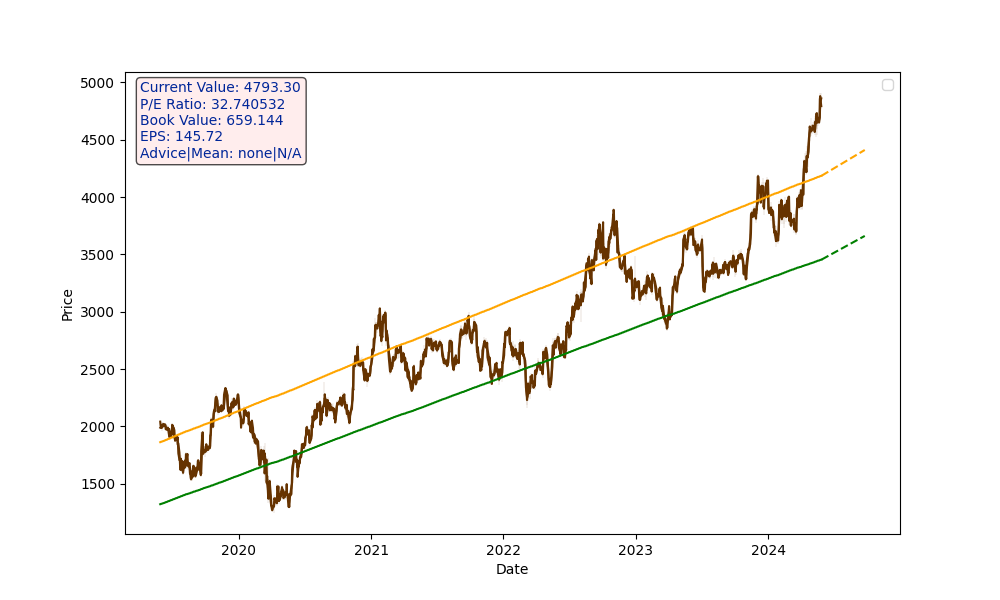 Current Value: 4793.30
P/E Ratio: 32.740532
Book Value: 659.144
EPS: 145.72
Advice|Mean: none|N/A
5000
4500
4000
3500
3000
2500
2000
1500
Price
2020 2021 2022 2023 2024
Date